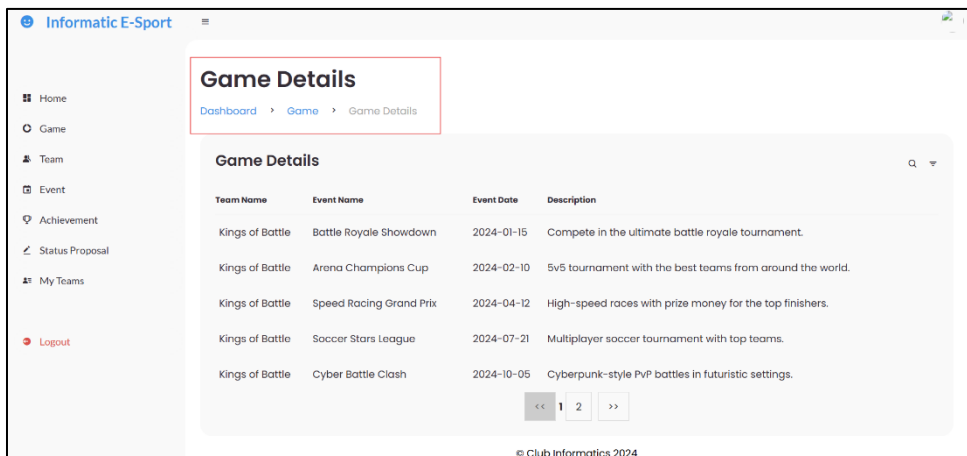 Informatic E-Sport
Game Details
Dashboard > Game > Game Details
Home
Game
Team
Event
Achievement
Status Proposal
My Teams
Logout
Game Details
Team Name Event Name Event Date Description
Kings of Battle Battle Royale Showdown 2024-01-15 Compete in the ultimate battle royale tournament.
Kings of Battle Arena Champions Cup 2024-02-10 5v5 tournament with the best teams from around the world.
Kings of Battle Speed Racing Grand Prix 2024-04-12 High-speed races with prize money for the top finishers.
Kings of Battle Soccer Stars League 2024-07-21 Multiplayer soccer tournament with top teams.
Kings of Battle Cyber Battle Clash 2024-10-05 Cyberpunk-style PvP battles in futuristic settings.
<< 1 2 >>
© Club Informatics 2024